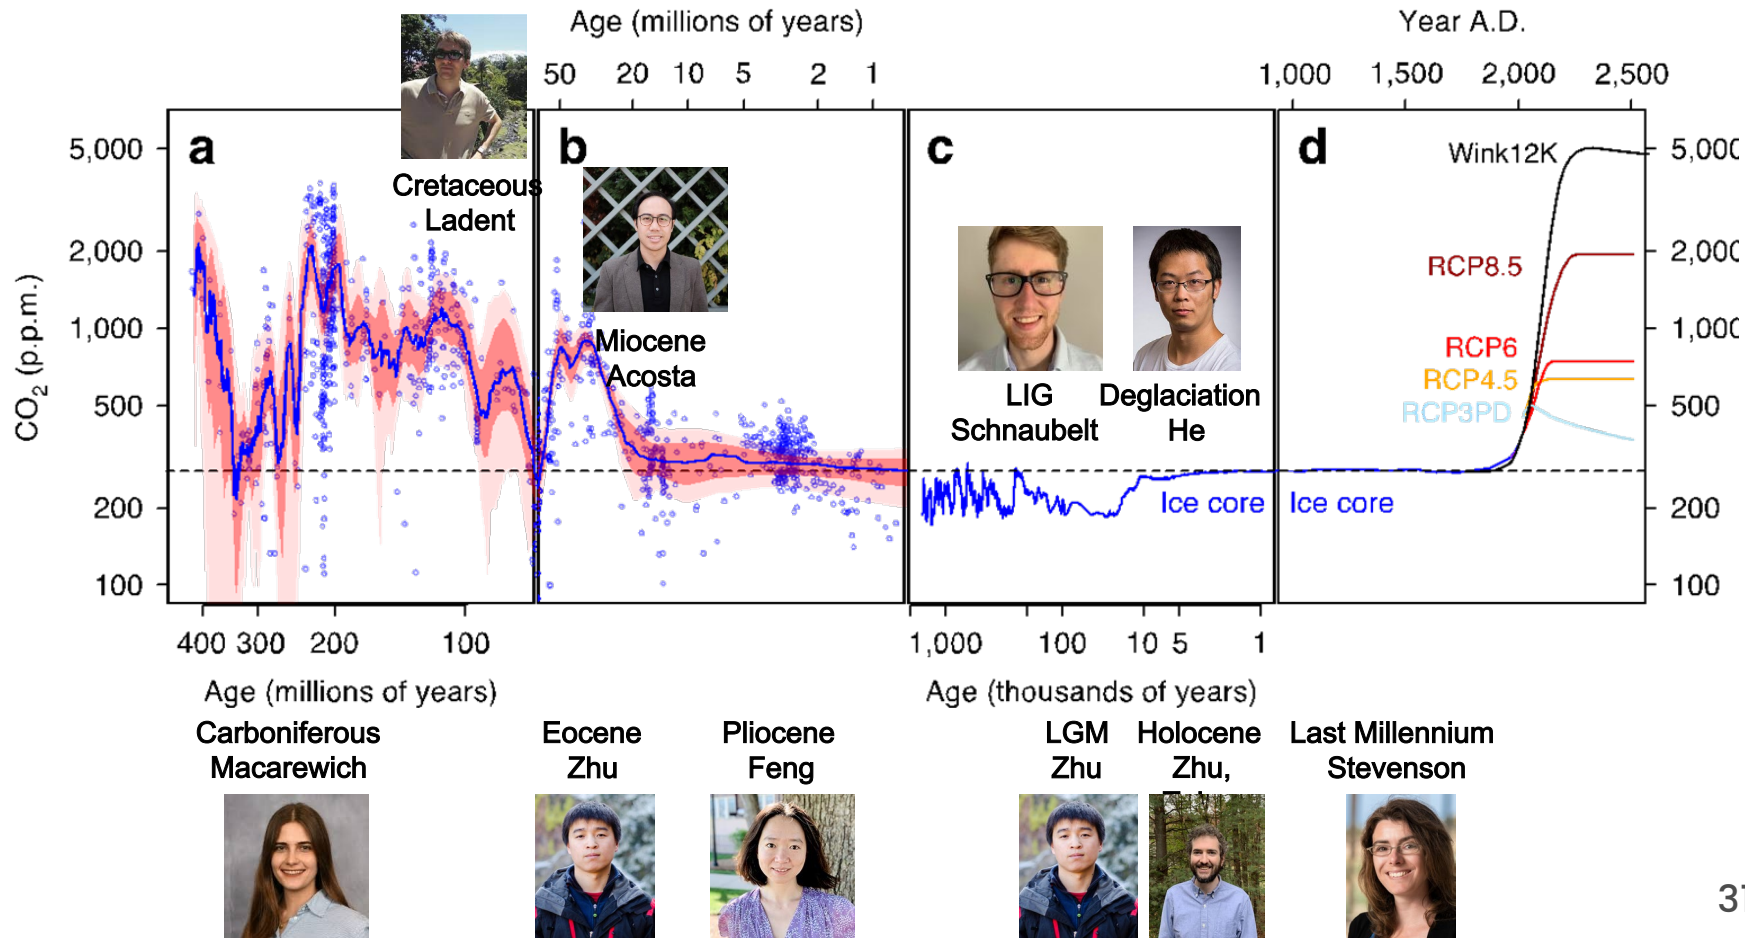 Age (millions of years)
50 20 10 5 2 1
Year A.D.
1,000 1,500 2,000 2,500
CO2 (p.p.m.)
5,000
2,000
1,000
500
200
100
a
Cretaceous
Ladent
b
Miocene
Acosta
c
LIG
Schnaubelt
Deglaciation
He
Ice core
d
Wink12K
RCP8.5
RCP6
RCP4.5
RCP3PD
Ice core
5,000
2,000
1,000
500
200
100
400 300 200 100
Age (millions of years)
1,000 100 10 5 1
Age (thousands of years)
Carboniferous
Macarewich
Eocene
Zhu
Pliocene
Feng
LGM
Zhu
Holocene
Zhu,
Last Millennium
Stevenson